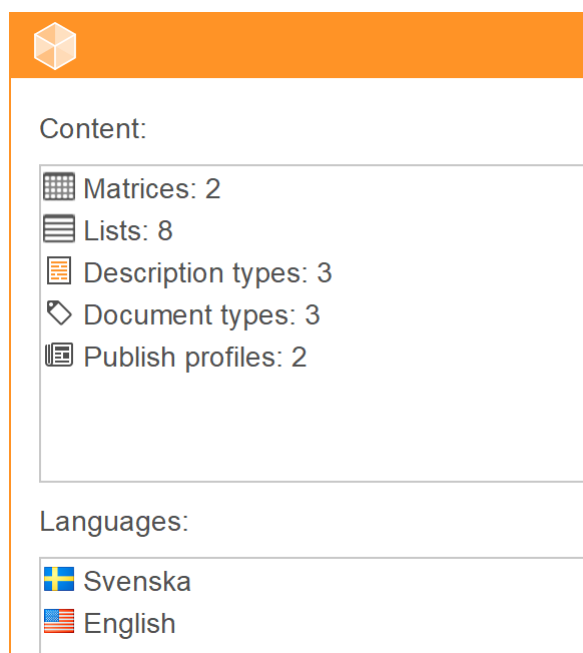 Content:
Matrices: 2
Lists: 8
Description types: 3
Document types: 3
Publish profiles: 2
Languages:
Svenska
English